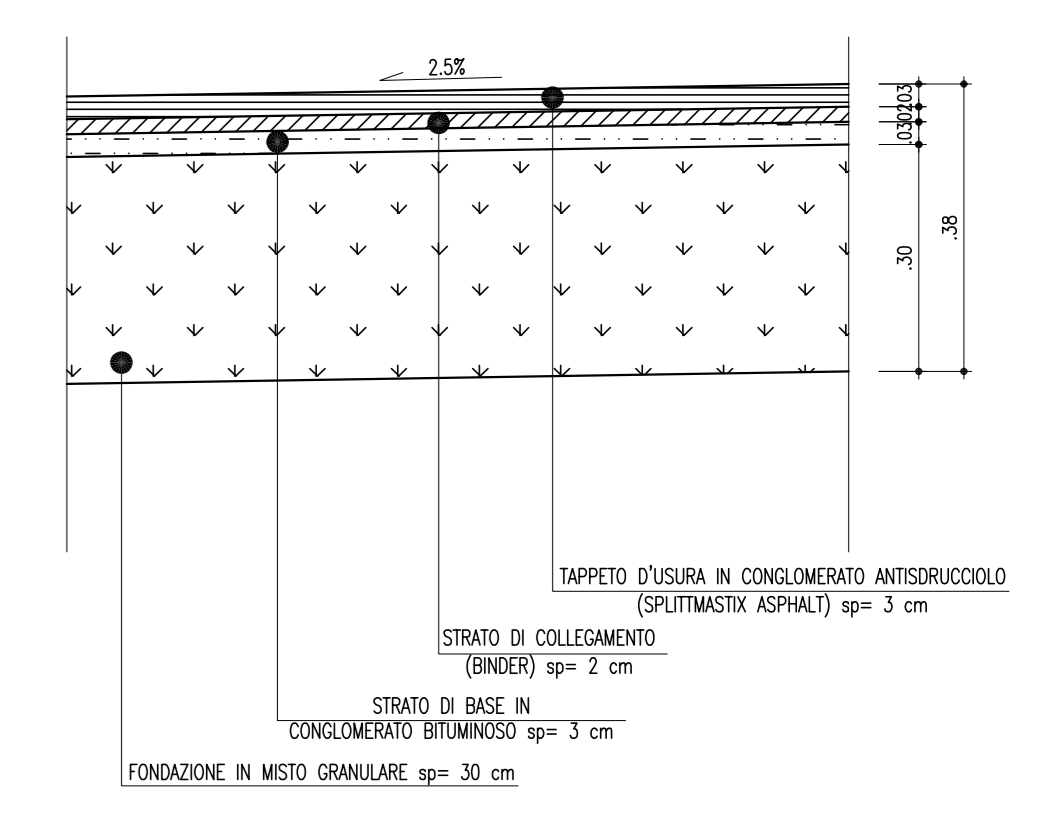 2.5%
.03
.02
.03
.30
.38
TAPPETO D'USURA IN CONGLOMERATO ANTISDRUCCIOLO
(SPLITTMASTIX ASPHALT) sp= 3 cm
STRATO DI COLLEGAMENTO
(BINDER) sp= 2 cm
STRATO DI BASE IN
CONGLOMERATO BITUMINOSO sp= 3 cm
FONDAZIONE IN MISTO GRANULARE sp= 30 cm